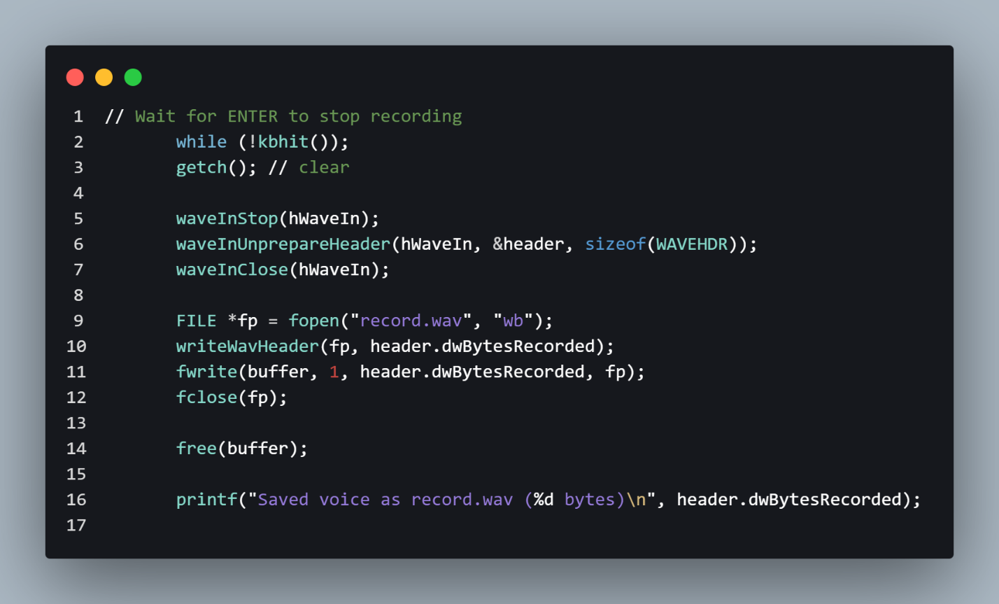 1 // Wait for ENTER to stop recording
2 while (!kbhit());
3 getch(); // clear
4
5 waveInStop(hWaveIn);
6 waveInUnprepareHeader(hWaveIn, &header, sizeof(WAVEHDR));
7 waveInClose(hWaveIn);
8
9 FILE *fp = fopen("record.wav", "wb");
10 writeWavHeader(fp, header.dwBytesRecorded);
11 fwrite(buffer, 1, header.dwBytesRecorded, fp);
12 fclose(fp);
13
14 free(buffer);
15
16 printf("Saved voice as record.wav (%d bytes)\n", header.dwBytesRecorded);
17